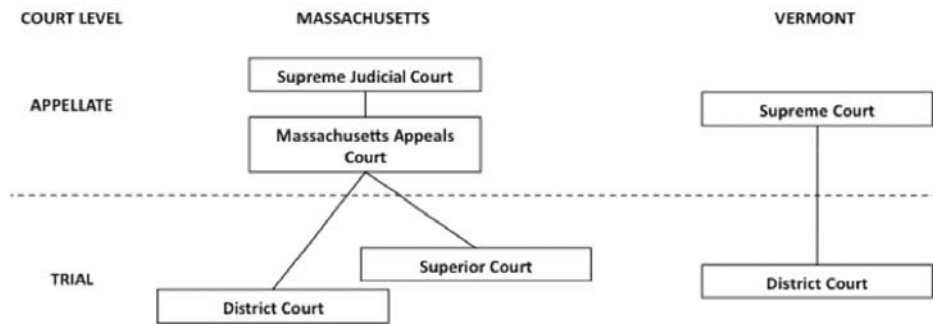 COURT LEVEL MASSACHUSETTS VERMONT
Supreme Judicial Court
APPELLATE
Supreme Court
Massachusetts Appeals
Court
Superior Court
TRIAL
District Court
District Court